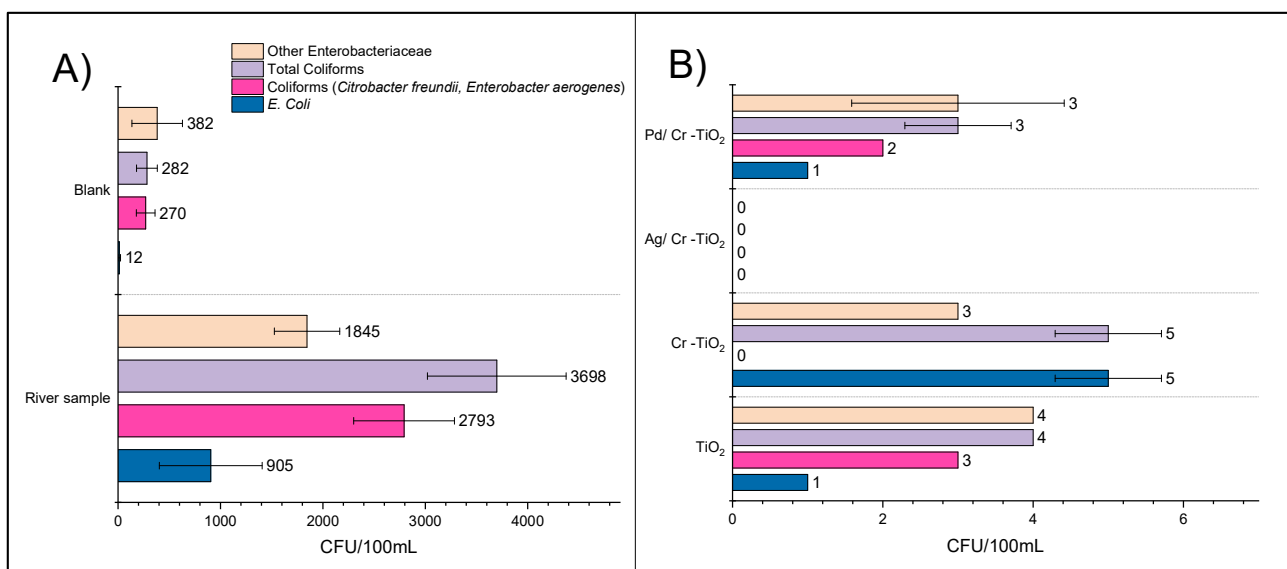 A)
Other Enterobacteriaceae
Total Coliforms
Coliforms (Citrobacter freundii, Enterobacter aerogenes)
E. Coli
Blank
382
282
270
12
River sample
1845
3698
2793
905
0 1000 2000 3000 4000
CFU/100mL
B)
Pd/ Cr -TiO₂
3
3
2
1
Ag/ Cr -TiO₂
0
0
0
0
Cr -TiO₂
3
5
0
5
TiO₂
4
4
3
1
0 2 4 6
CFU/100mL